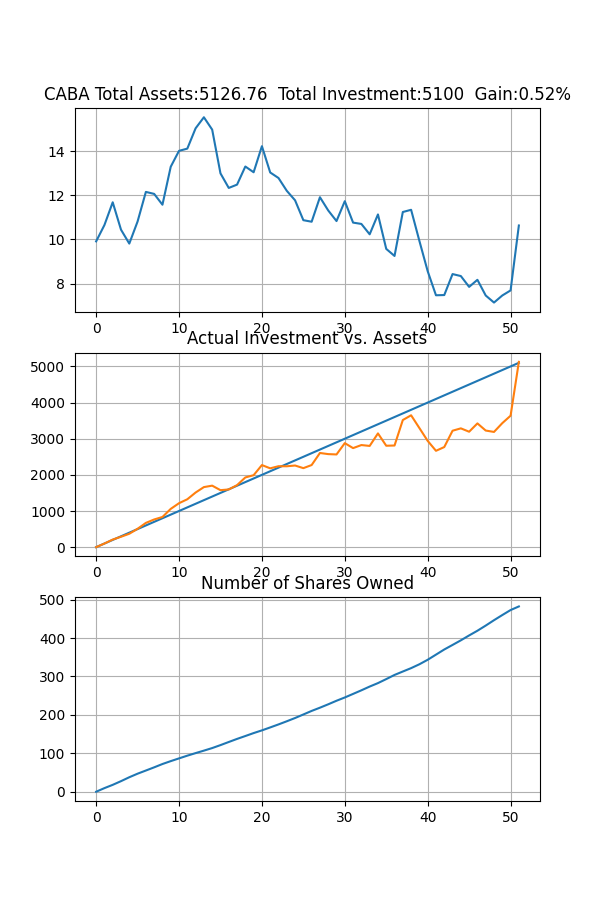 CABA Total Assets:5126.76  Total Investment:5100  Gain:0.52%
14
12
10
8
0 10 20 30 40 50
Actual Investment vs. Assets
5000
4000
3000
2000
1000
0
0 10 20 30 40 50
Number of Shares Owned
500
400
300
200
100
0
0 10 20 30 40 50